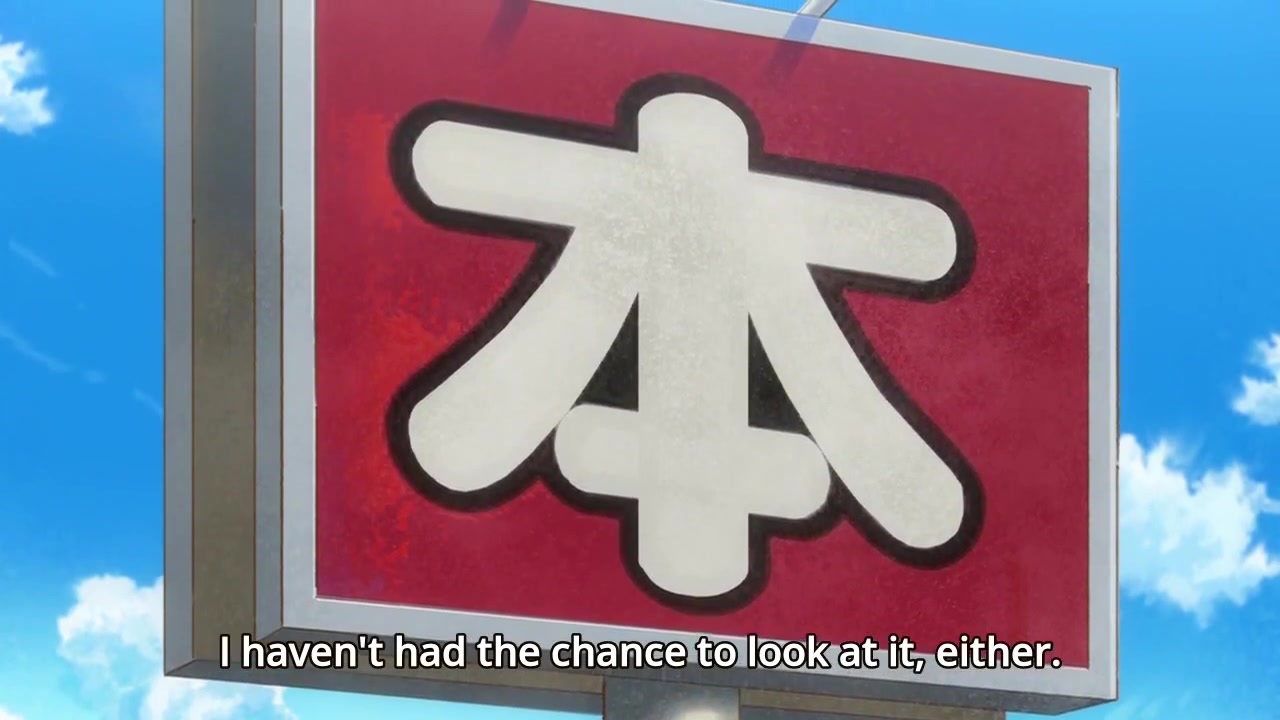 本
I haven't had the chance to look at it, either.